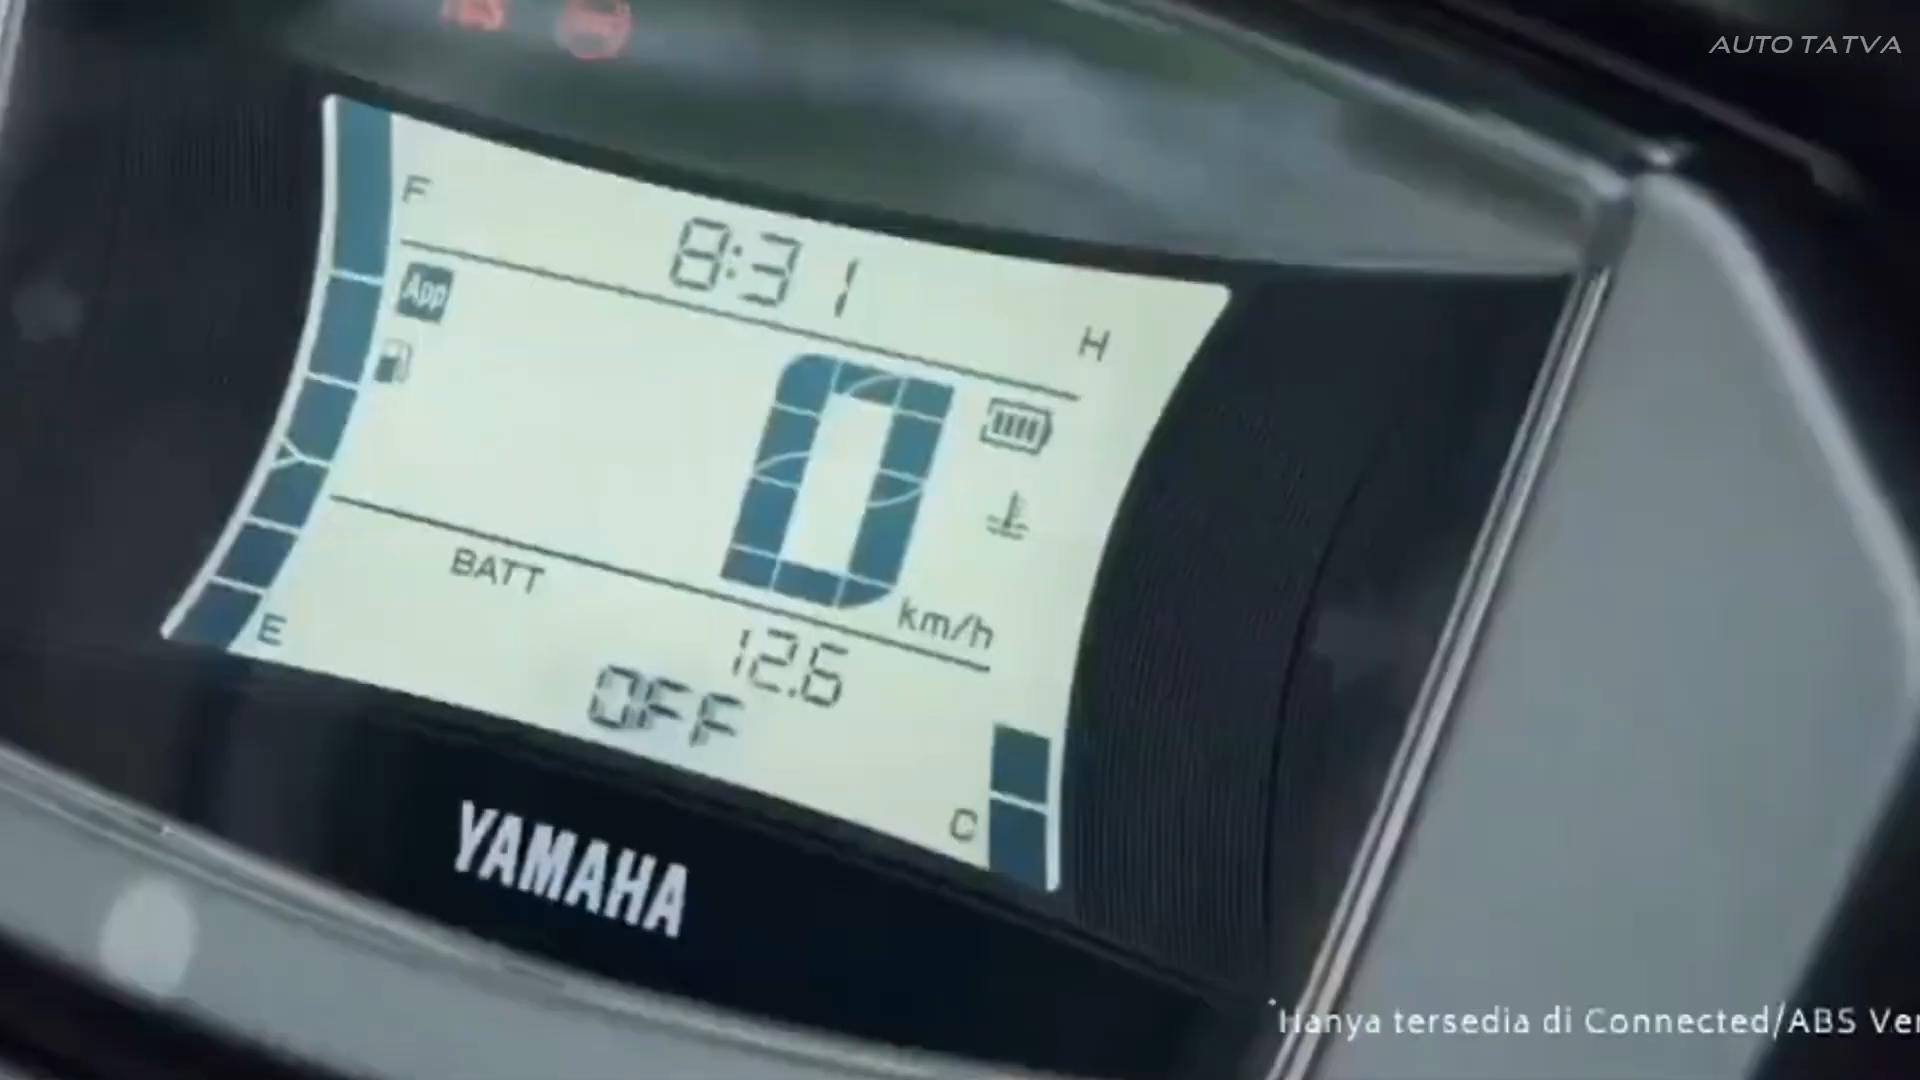 AUTO TATVA
F
8:31
App
H
0
km/h
BATT
12.6
OFF
E
C
YAMAHA
*Hanya tersedia di Connected/ABS Ver